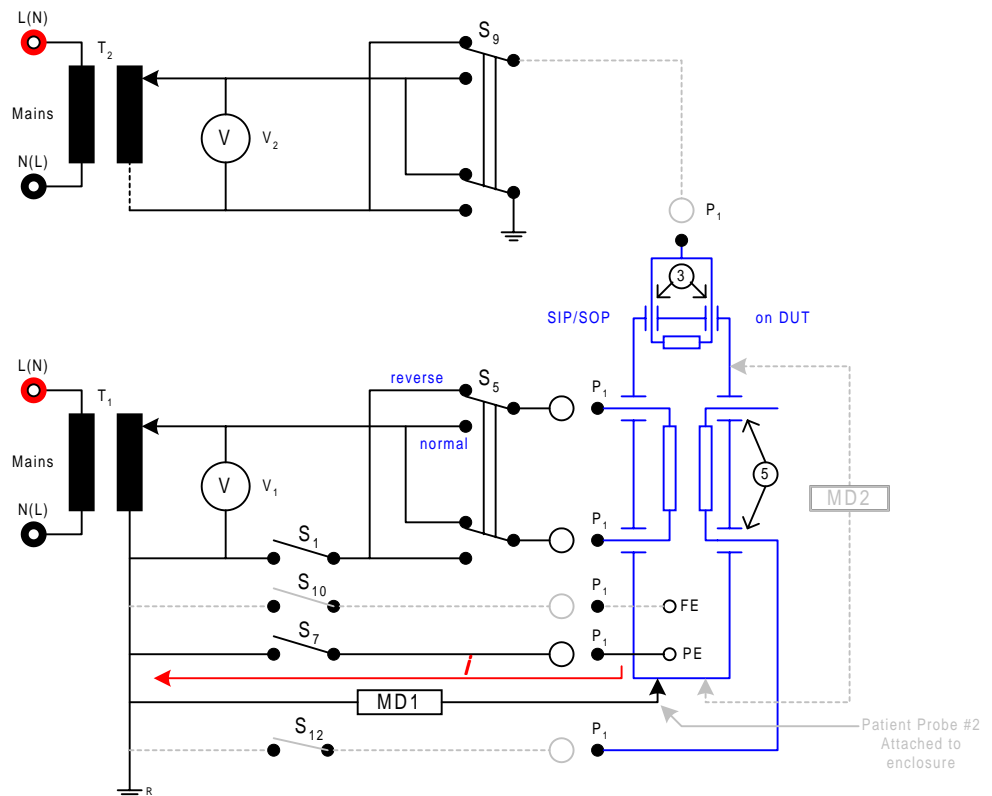 L(N)
T2
S9
Mains
V
V2
N(L)
P1
3
SIP/SOP
on DUT
L(N)
reverse
S5
P1
T1
normal
Mains
V
V1
5
MD2
N(L)
S1
P1
S10
P1
FE
S7
P1
i
PE
MD1
S12
P1
Patient Probe #2
Attached to
enclosure
R